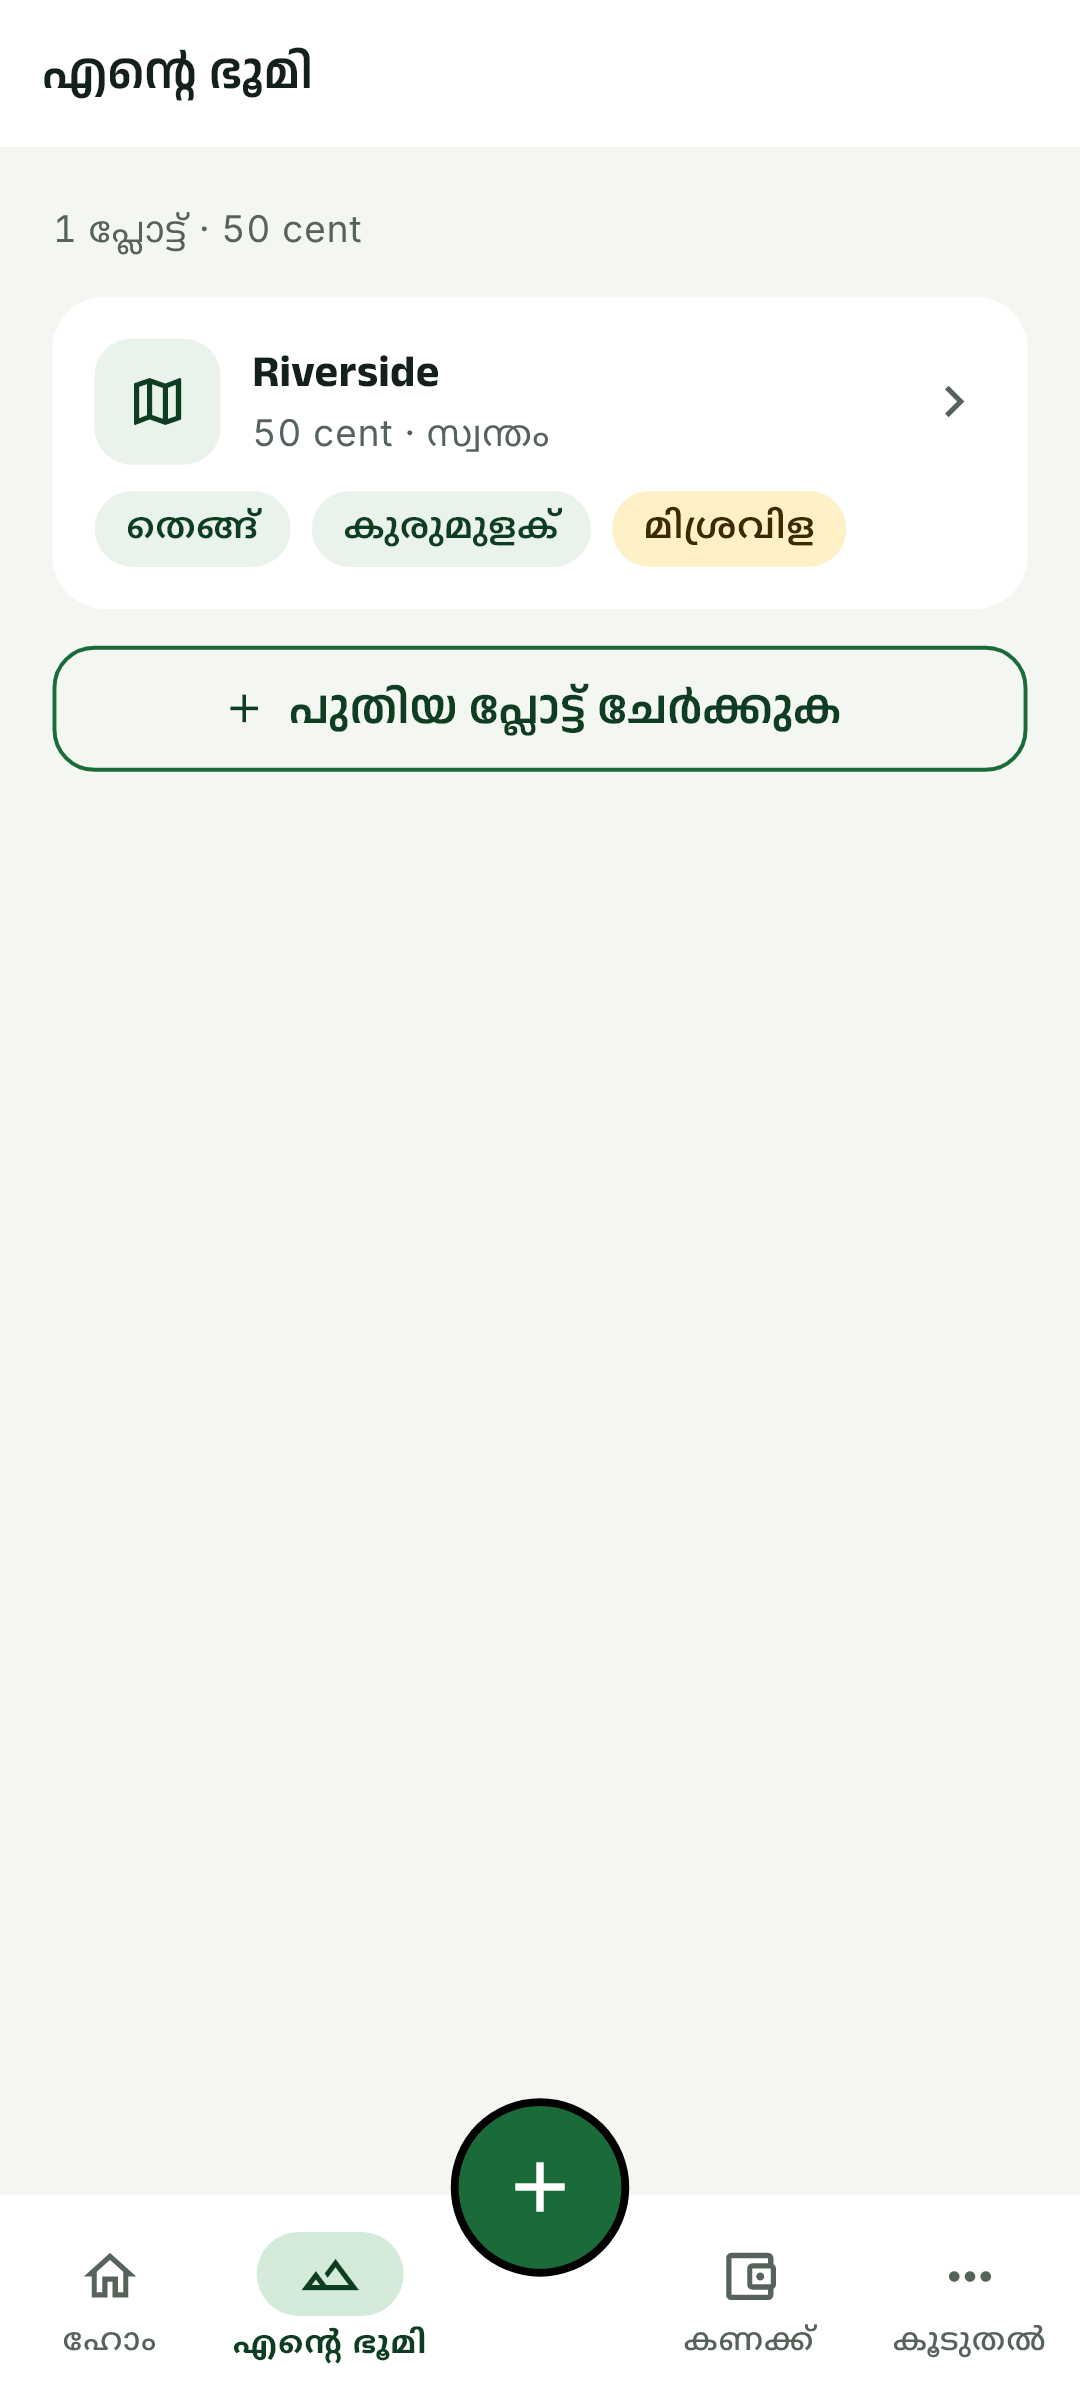 എന്റെ ഭൂമി
1 പ്ലോട്ട് · 50 cent
Riverside
50 cent · സ്വന്തം
തെങ്ങ് കുരുമുളക് മിശ്രവിള
+ പുതിയ പ്ലോട്ട് ചേർക്കുക
ഹോം എന്റെ ഭൂമി കണക്ക് കൂടുതൽ